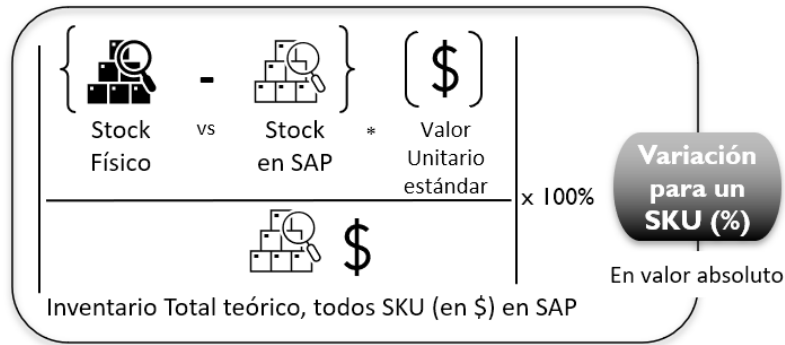 { - } ($)
Stock vs Stock * Valor
Físico en SAP Unitario
estándar
x 100%
$
Inventario Total teórico, todos SKU (en $) en SAP
Variación
para un
SKU (%)
En valor absoluto